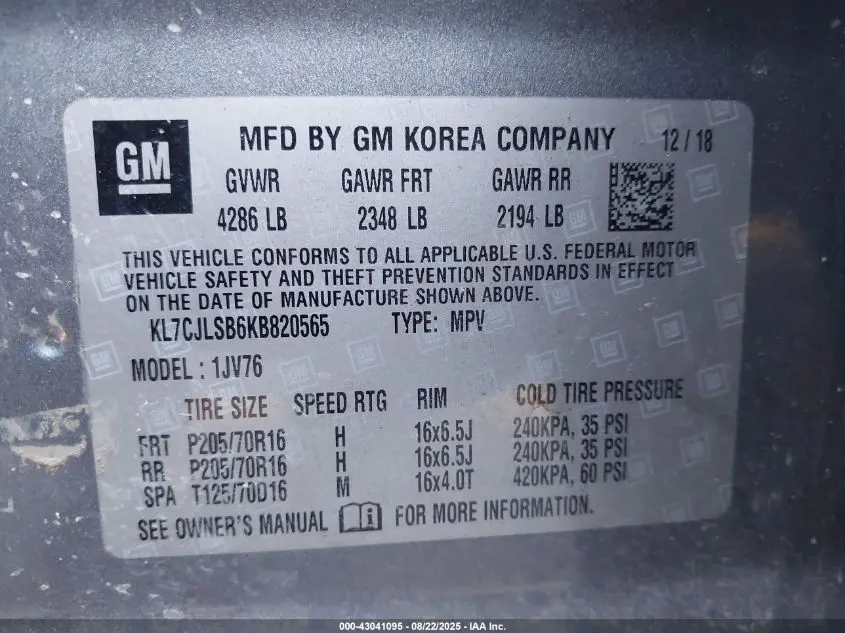 GM
MFD BY GM KOREA COMPANY 12 / 18
GVWR GAWR FRT GAWR RR
4286 LB 2348 LB 2194 LB
THIS VEHICLE CONFORMS TO ALL APPLICABLE U.S. FEDERAL MOTOR
VEHICLE SAFETY AND THEFT PREVENTION STANDARDS IN EFFECT
ON THE DATE OF MANUFACTURE SHOWN ABOVE.
KL7CJLSB6KB820565 TYPE: MPV
MODEL : 1JV76
TIRE SIZE SPEED RTG RIM COLD TIRE PRESSURE
FRT P205/70R16 H 16x6.5J 240KPA, 35 PSI
RR P205/70R16 H 16x6.5J 240KPA, 35 PSI
SPA T125/70D16 M 16x4.0T 420KPA, 60 PSI
SEE OWNER'S MANUAL i FOR MORE INFORMATION.
000-43041095 - 08/22/2025 - IAA Inc.